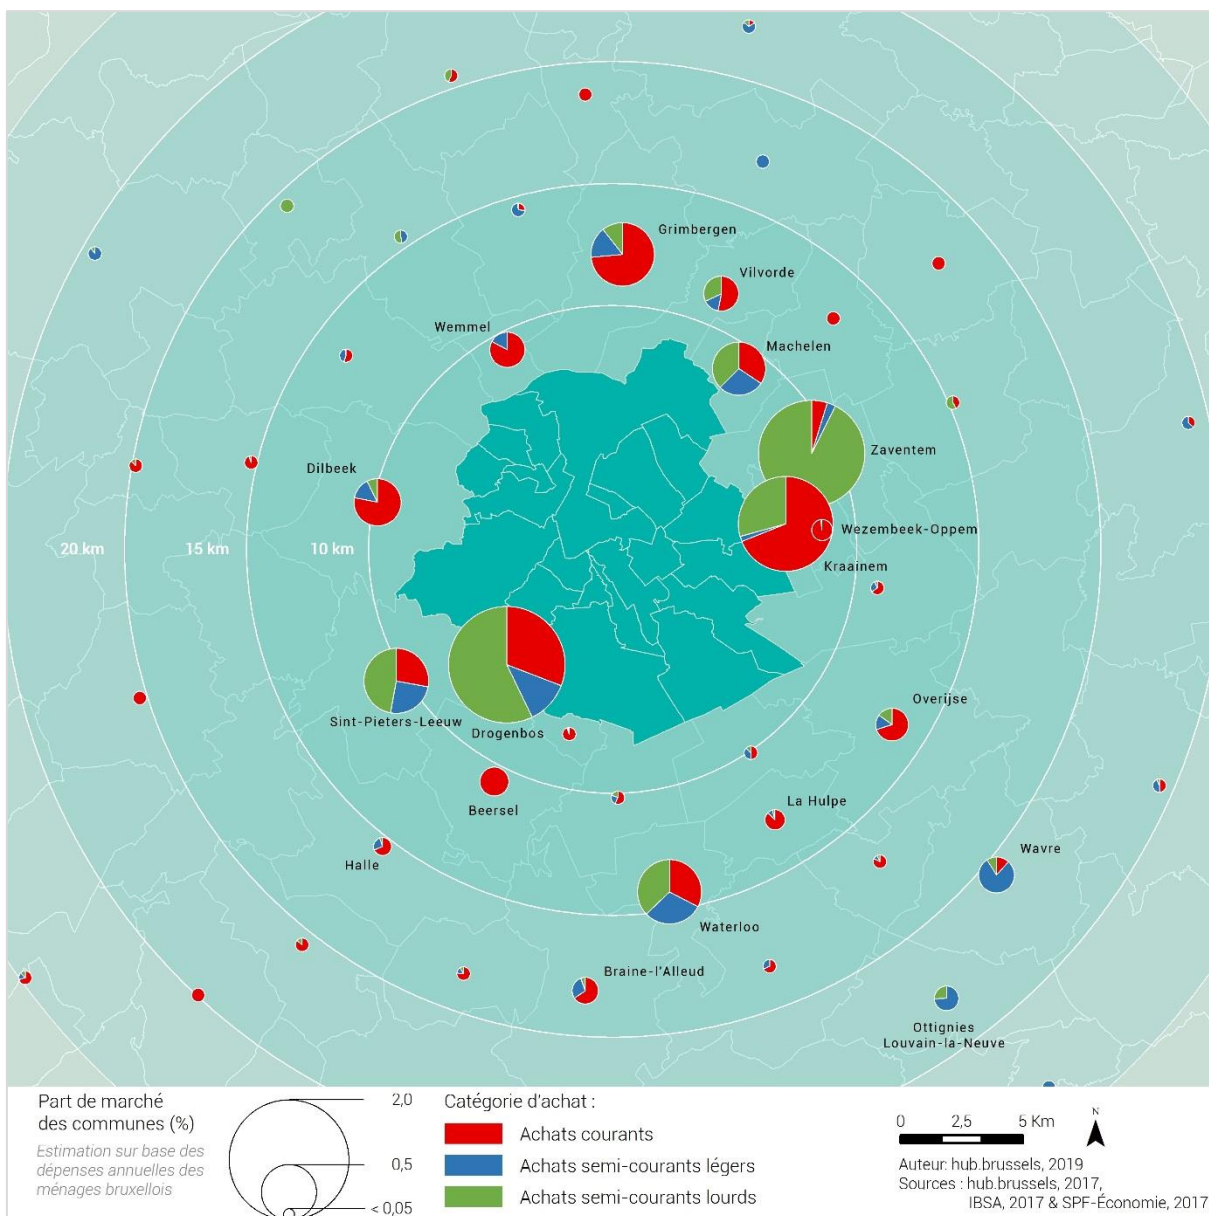 Grimbergen
Vilvorde
Wemmel
Machelen
Zaventem
Dilbeek
Wezembeek-Oppem
20 km
15 km
10 km
Kraainem
Overijse
Sint-Pieters-Leeuw
Drogenbos
Beersel
La Hulpe
Halle
Wavre
Waterloo
Braine-l'Alleud
Ottignies
Louvain-la-Neuve
Part de marché
des communes (%)
Estimation sur base des
dépenses annuelles des
ménages bruxellois
2,0
0,5
< 0,05
Catégorie d'achat :
Achats courants
Achats semi-courants légers
Achats semi-courants lourds
0 2,5 5 Km
N
Auteur: hub.brussels, 2019
Sources : hub.brussels, 2017,
IBSA, 2017 & SPF-Économie, 2017